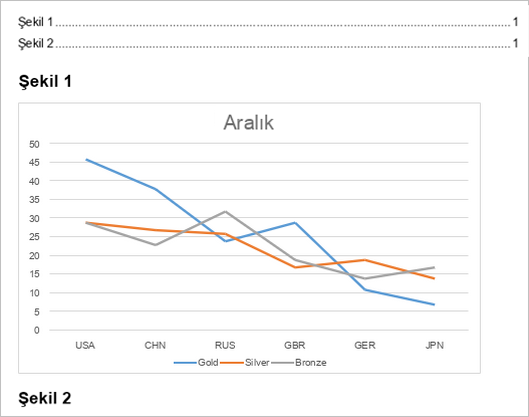 Şekil 1 1
Şekil 2 1
Şekil 1
Aralık
50
45
40
35
30
25
20
15
10
5
0
USA CHN RUS GBR GER JPN
Gold Silver Bronze
Şekil 2